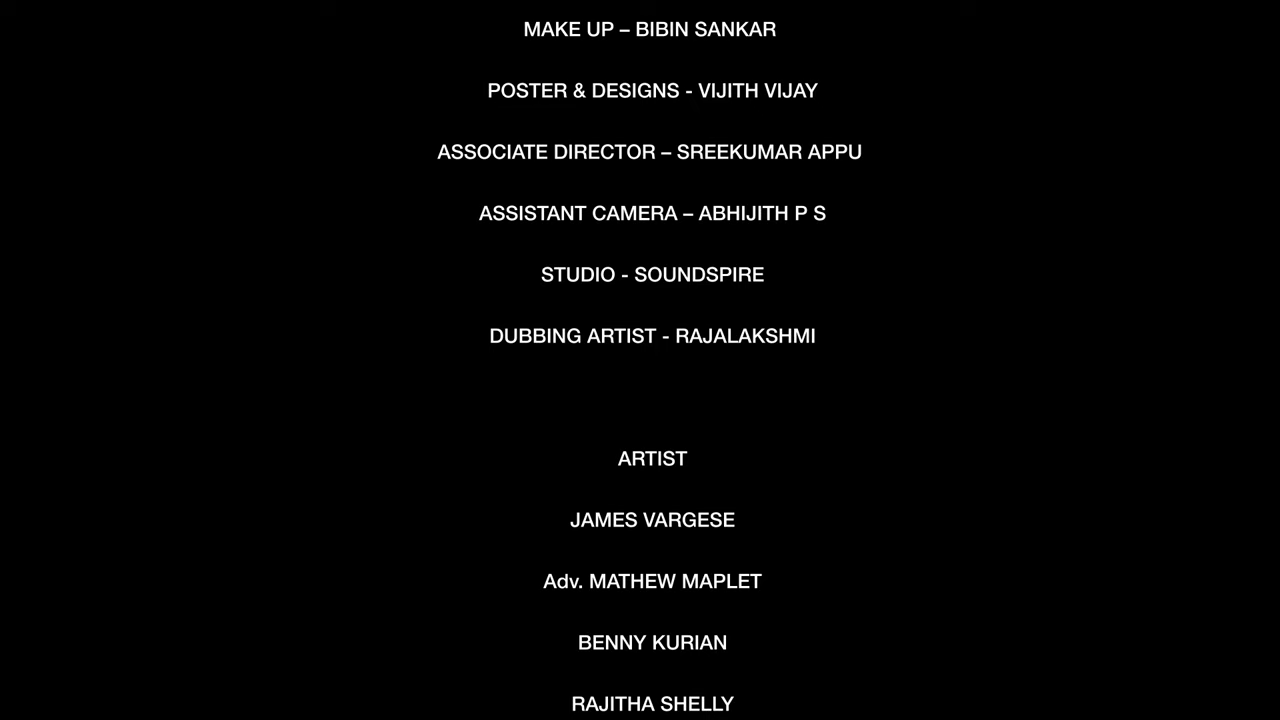 MAKE UP – BIBIN SANKAR
POSTER & DESIGNS - VIJITH VIJAY
ASSOCIATE DIRECTOR – SREEKUMAR APPU
ASSISTANT CAMERA – ABHIJITH P S
STUDIO - SOUNDSPIRE
DUBBING ARTIST - RAJALAKSHMI
ARTIST
JAMES VARGESE
Adv. MATHEW MAPLET
BENNY KURIAN
RAJITHA SHELLY